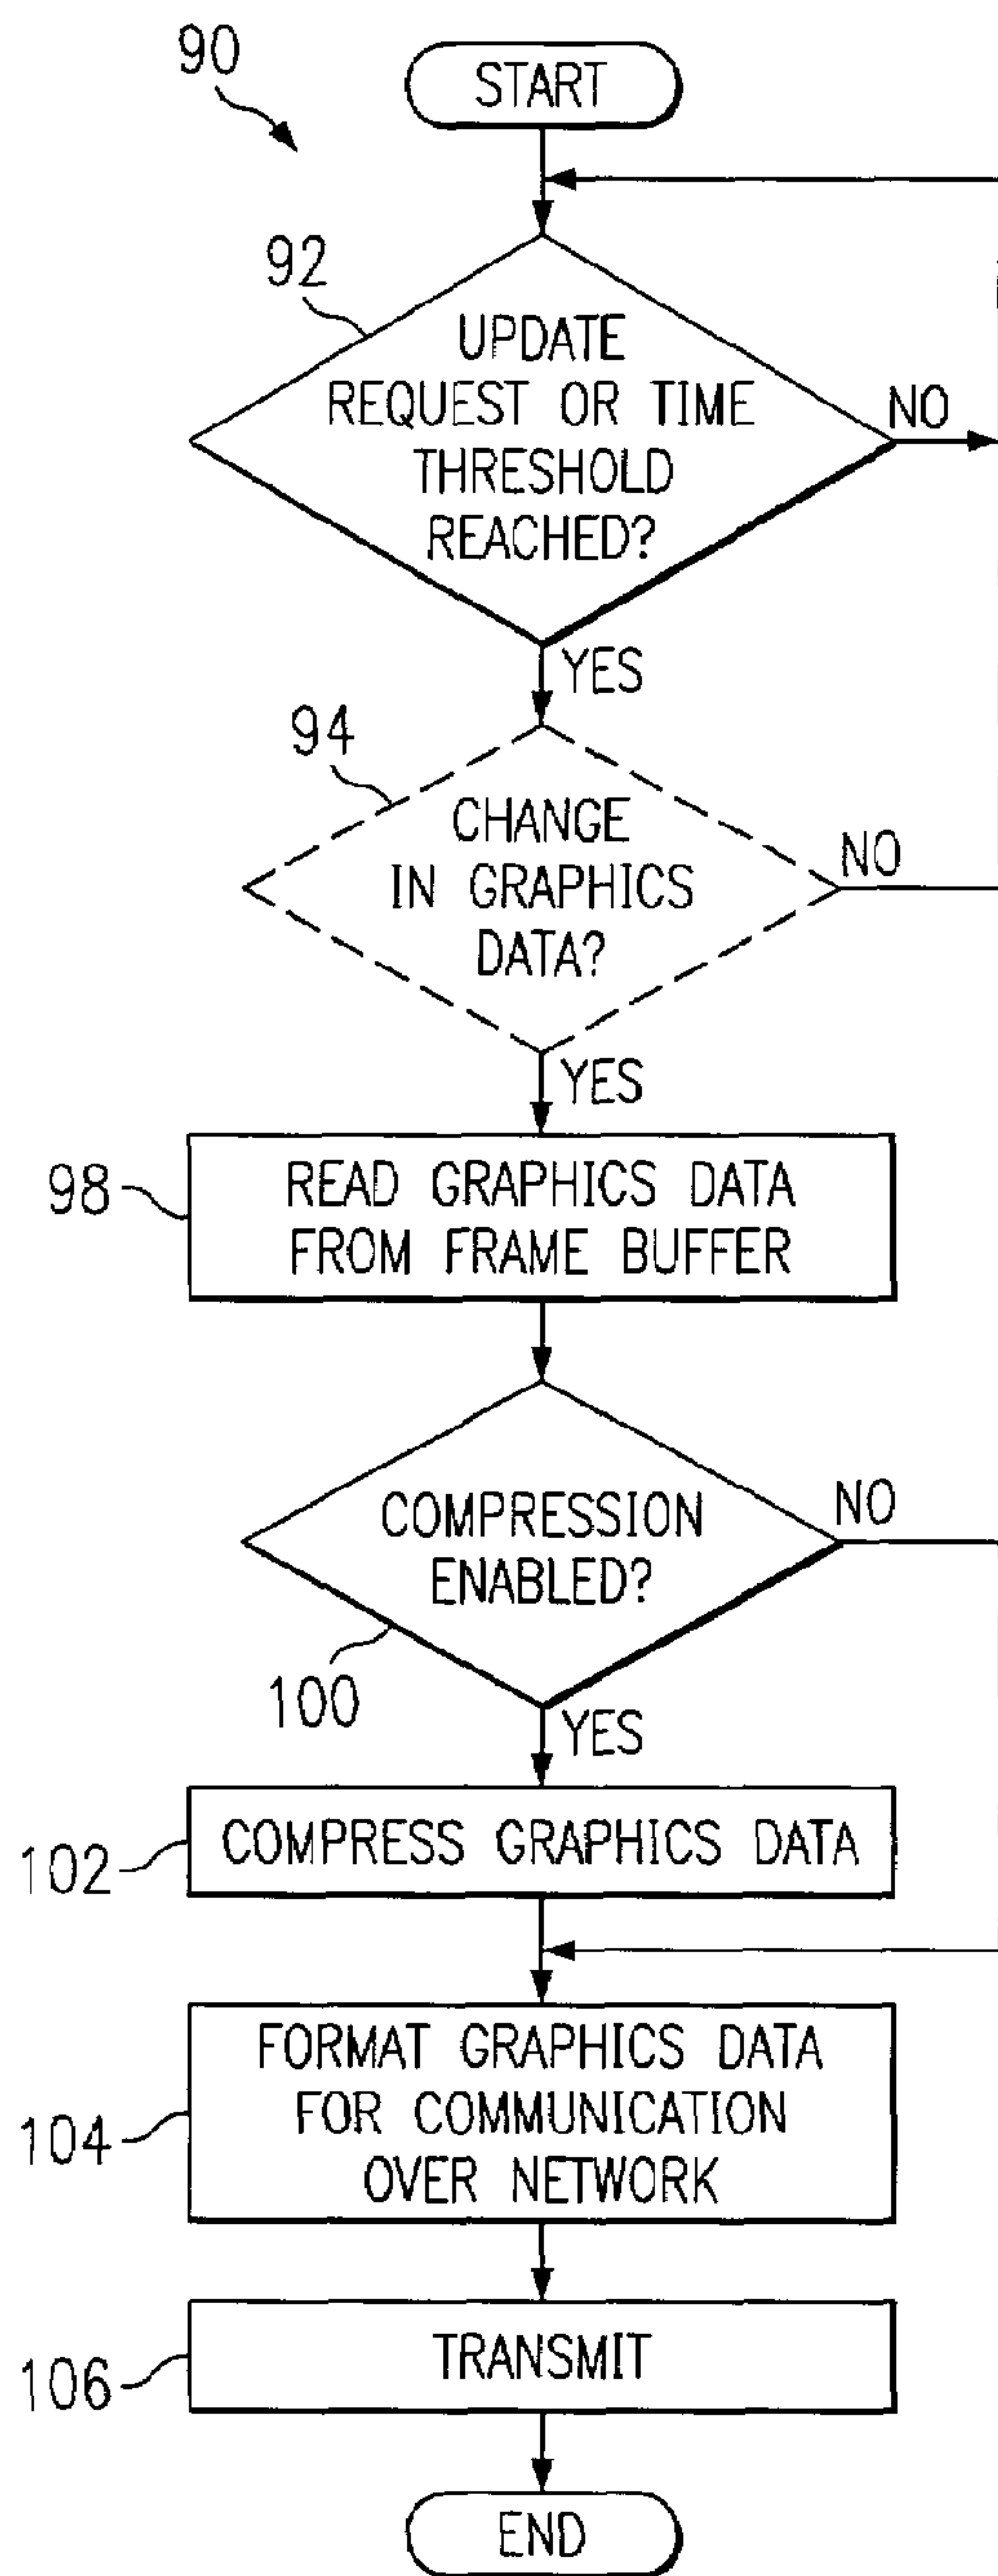 90
START
92
UPDATE
REQUEST OR TIME
THRESHOLD
REACHED?
NO
YES
94
CHANGE
IN GRAPHICS
DATA?
NO
YES
98
READ GRAPHICS DATA
FROM FRAME BUFFER
COMPRESSION
ENABLED?
NO
100
YES
102
COMPRESS GRAPHICS DATA
FORMAT GRAPHICS DATA
FOR COMMUNICATION
OVER NETWORK
104
TRANSMIT
106
END